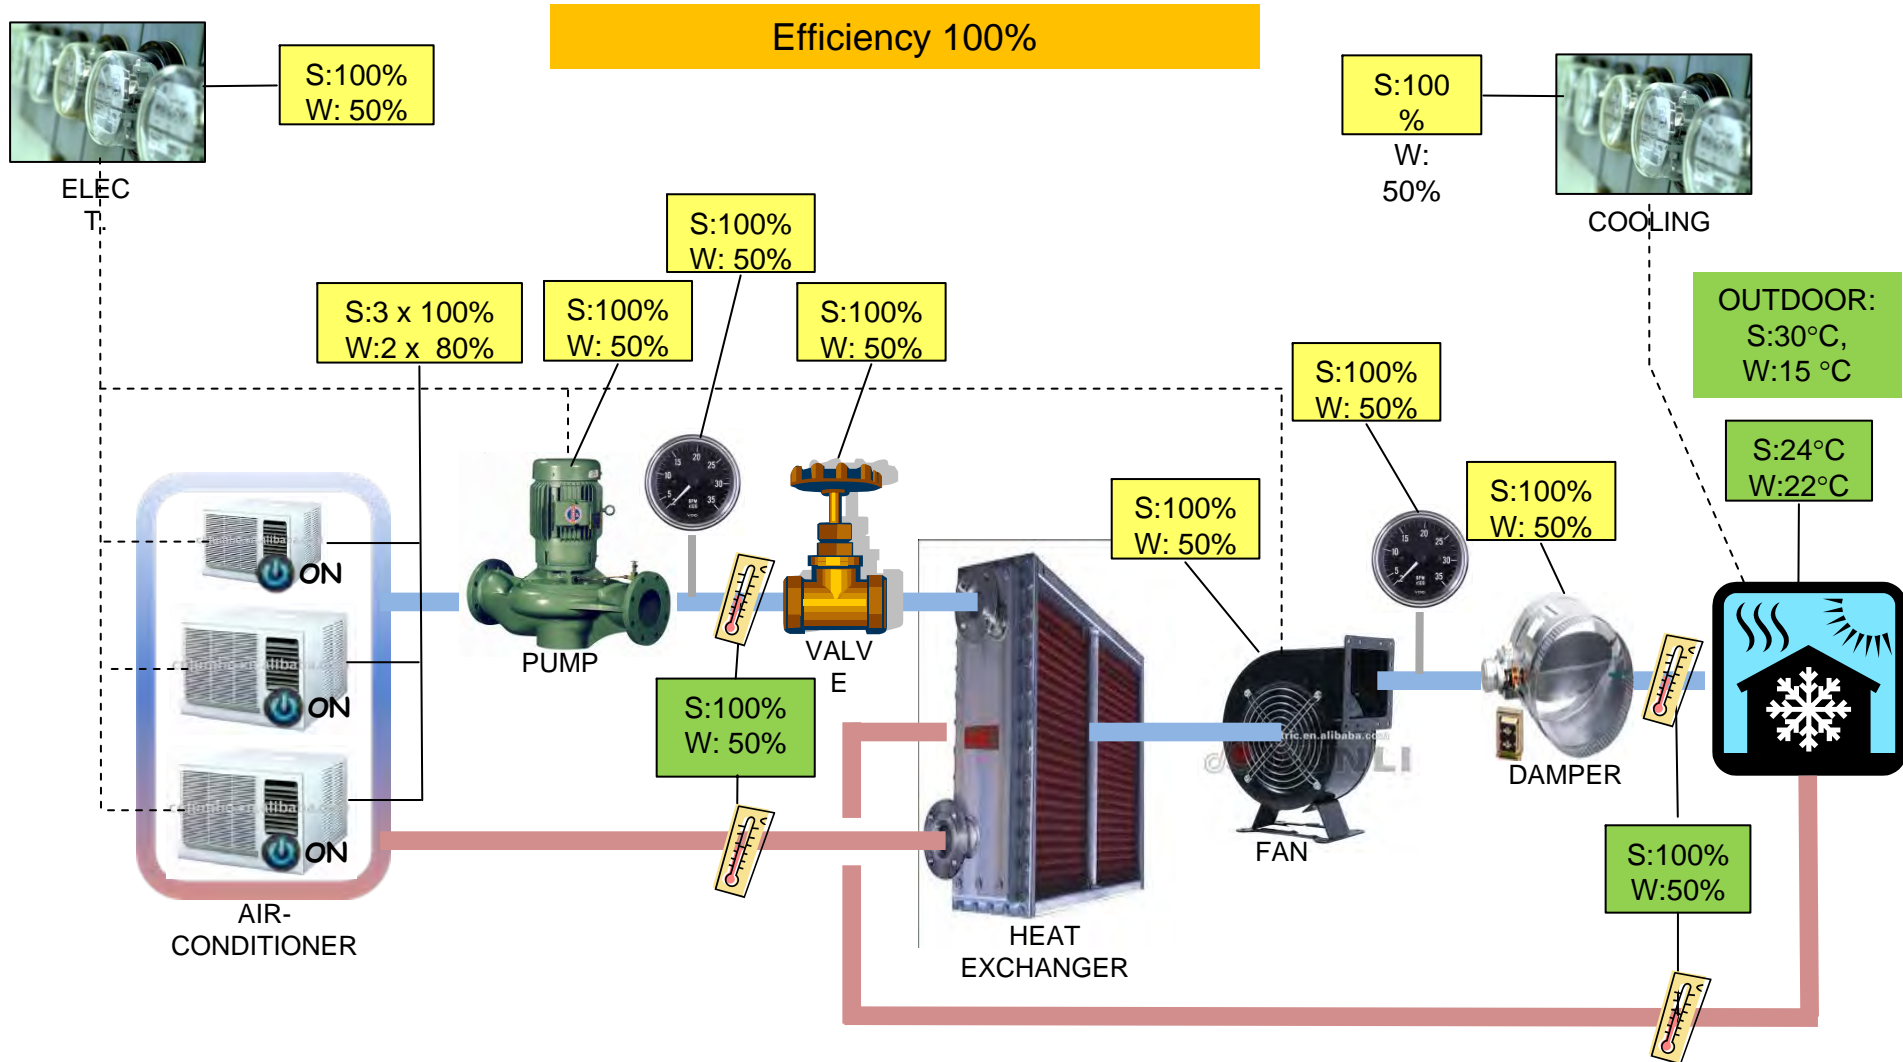 Efficiency 100%
S:100%
W: 50%
S:100
%
W:
50%
ELEC
T.
COOLING
S:100%
W: 50%
S:3 x 100%
W:2 x 80%
S:100%
W: 50%
S:100%
W: 50%
OUTDOOR:
S:30°C,
W:15 °C
S:100%
W: 50%
S:24°C
W:22°C
S:100%
W: 50%
S:100%
W: 50%
ON
ON
ON
PUMP
VALV
E
S:100%
W: 50%
DAMPER
FAN
S:100%
W:50%
AIR-
CONDITIONER
HEAT
EXCHANGER